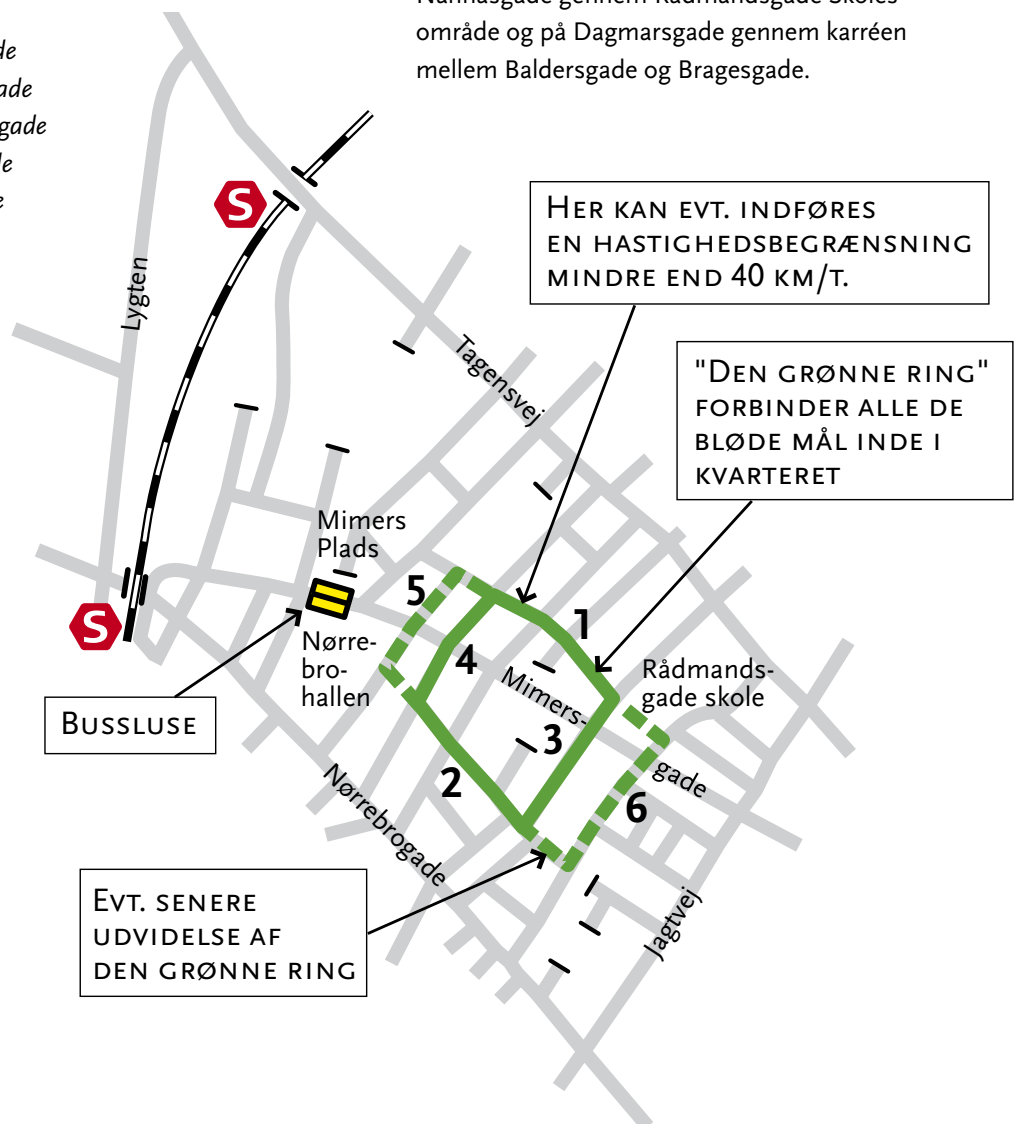 område og på Dagmarsgade gennem karréen
mellem Baldersgade og Bragesgade.
S
HER KAN EVT. INDFØRES
EN HASTIGHEDSBEGRÆNSNING
MINDRE END 40 KM/T.
Lygten
Tagensvej
"DEN GRØNNE RING"
FORBINDER ALLE DE
BLØDE MÅL INDE I
KVARTERET
Mimers
Plads
5
1
S
Nørre-
bro-
hallen
4
Rådmands-
gade skole
Mimers-
gade
BUSSLUSE
3
2
6
Nørrebrogade
EVT. SENERE
UDVIDELSE AF
DEN GRØNNE RING
Jagtvej